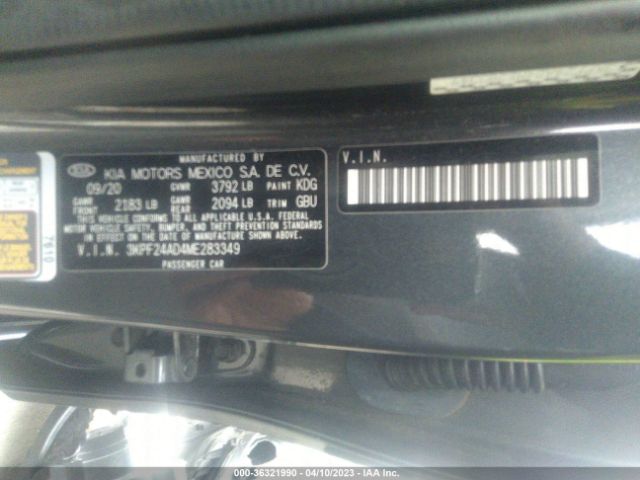 MANUFACTURED BY
KIA KIA MOTORS MEXICO S.A. DE C.V.
09/20 GVWR 3792 LB PAINT KDG
GAWR FRONT 2183 LB GAWR REAR 2094 LB TRIM GBU
THIS VEHICLE CONFORMS TO ALL APPLICABLE U.S.A. FEDERAL
MOTOR VEHICLE SAFETY, BUMPER, AND THEFT PREVENTION STANDARDS
IN EFFECT ON THE DATE OF MANUFACTURE SHOWN ABOVE.
V.I.N. 3KPF24AD4ME283349
PASSENGER CAR
V.I.N.
7610
000-36321990 - 04/10/2023 - IAA Inc.